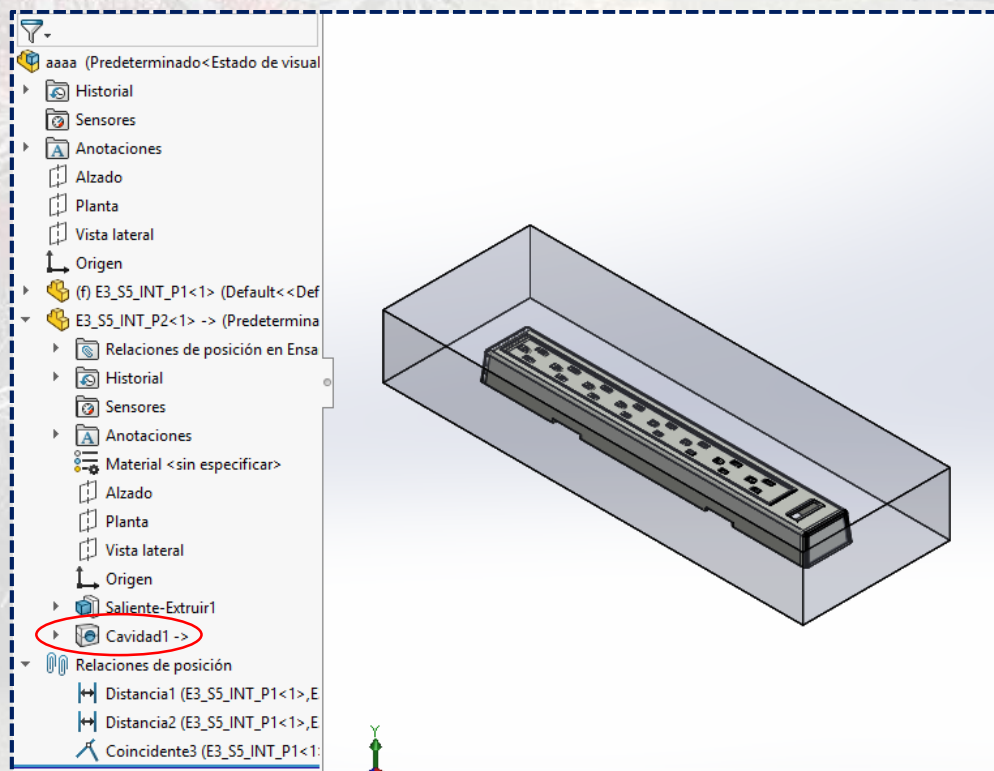 aaaa (Predeterminado<Estado de visual
Historial
Sensores
Anotaciones
Alzado
Planta
Vista lateral
Origen
(f) E3_S5_INT_P1<1> (Default<<Def
E3_S5_INT_P2<1> -> (Predetermina
Relaciones de posición en Ensa
Historial
Sensores
Anotaciones
Material <sin especificar>
Alzado
Planta
Vista lateral
Origen
Saliente-Extruir1
Cavidad1 ->
Relaciones de posición
Distancia1 (E3_S5_INT_P1<1>,E
Distancia2 (E3_S5_INT_P1<1>,E
Coincidente3 (E3_S5_INT_P1<1:
Y